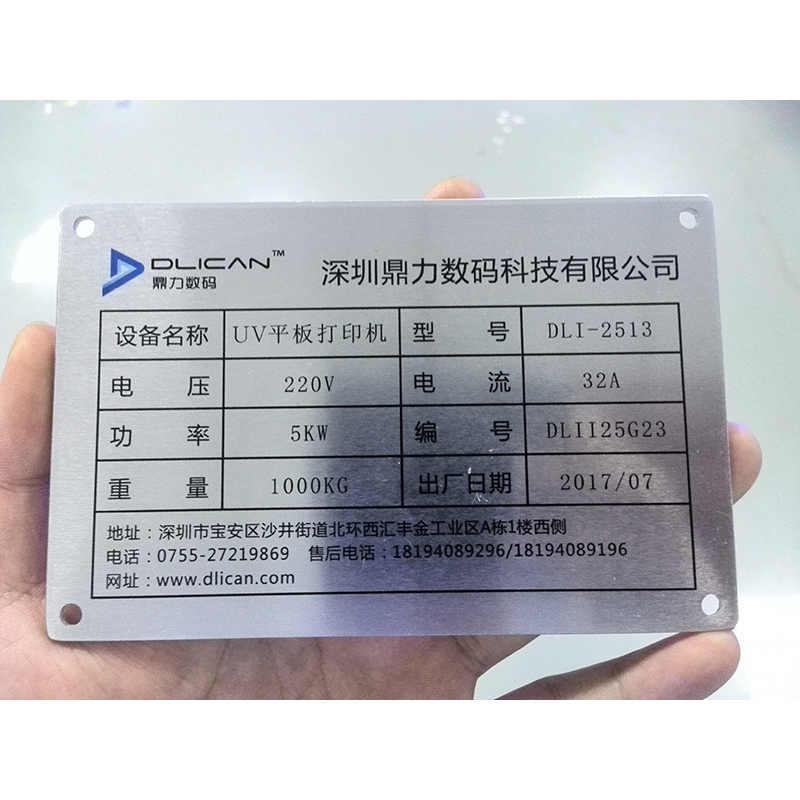 DLICAN™
鼎力数码
深圳鼎力数码科技有限公司
设备名称 UV平板打印机 型号 DLI-2513
电压 220V 电流 32A
功率 5KW 编号 DLII25G23
重量 1000KG 出厂日期 2017/07
地址：深圳市宝安区沙井街道北环西汇丰金工业区A栋1楼西侧
电话：0755-27219869 售后电话：18194089296/18194089196
网址：www.dlican.com